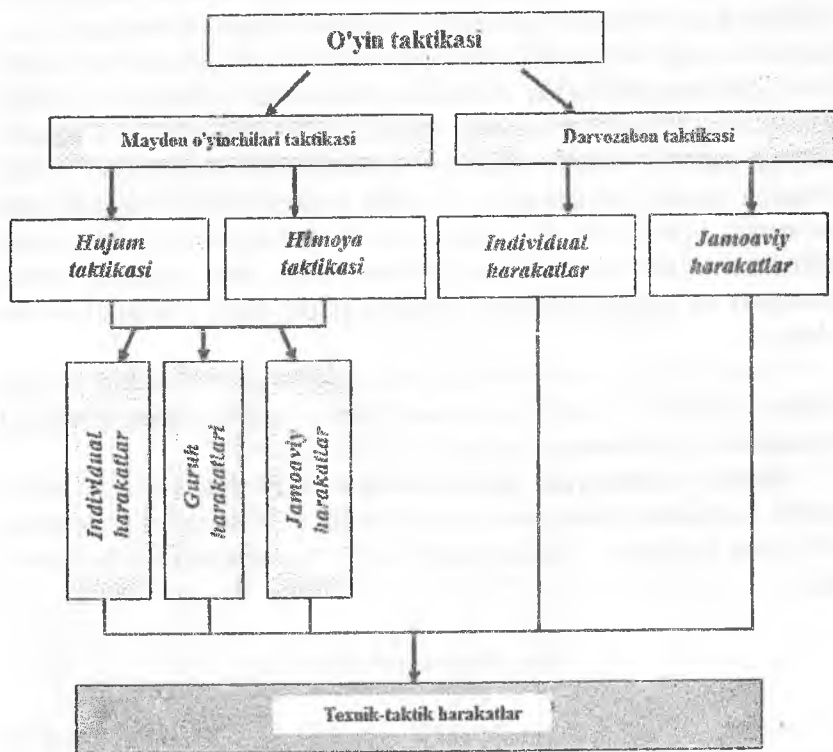 O'yin taktikasi
Maydon o'yinchilari taktikasi
Darvozabon taktikasi
Hujum
taktikasi
Himoya
taktikasi
Individual
harakatlar
Jamoaviy
harakatlar
Individual
harakatlar
Guruh
harakatlari
Jamoaviy
harakatlar
Texnik-taktik harakatlar